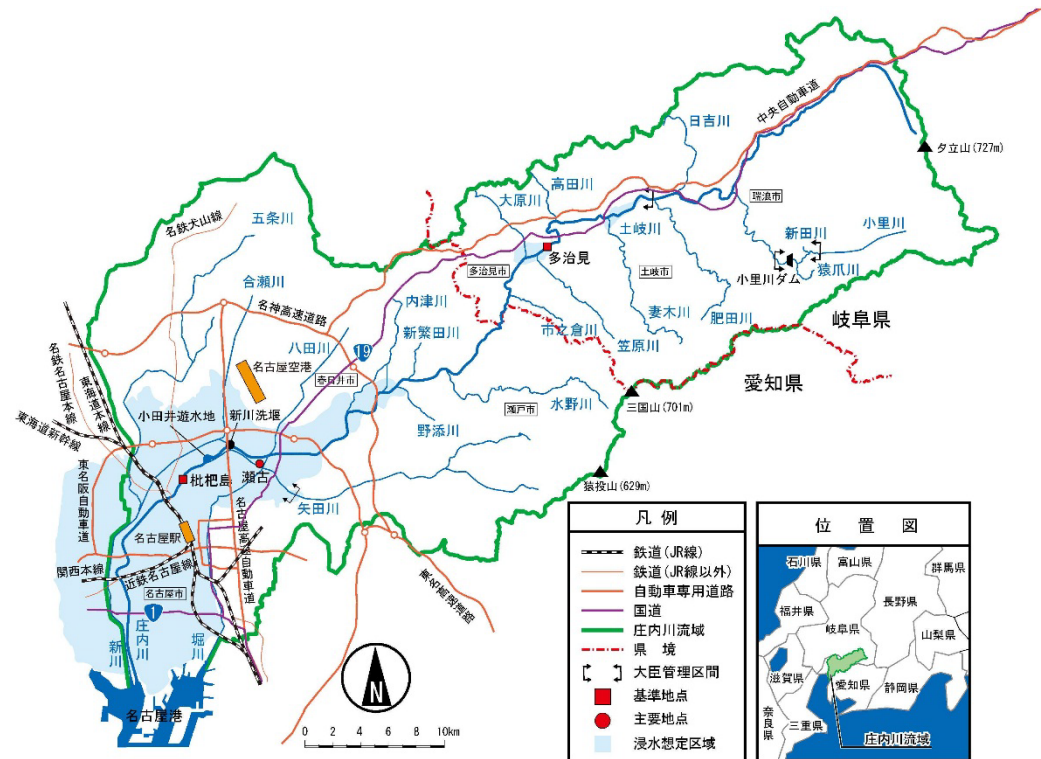 日吉川
中央自動車道
夕立山(727m)
高田川
大原川
瑞浪市
小里川
新田川
五条川
名鉄犬山線
土岐川
多治見
多治見市
土岐市
小里川ダム
猿爪川
合瀬川
名神高速道路
内津川
新繁田川
妻木川
肥田川
岐阜県
市之倉川
笠原川
八田川
19
名古屋空港
春日井市
愛知県
三国山(701m)
名鉄名古屋本線
東海道本線
小田井遊水地
新川洗堰
水野川
瀬戸市
野添川
東海道新幹線
枇杷島
瀬古
猿投山(629m)
東名阪自動車道
矢田川
名古屋駅
名古屋高速自動車道
関西本線
近鉄名古屋線
名古屋市
東名高速道路
1
新川
庄内川
堀川
名古屋港
N
0 2 4 6 8 10km
凡例
鉄道(JR線)
鉄道(JR線以外)
自動車専用道路
国道
庄内川流域
県境
大臣管理区間
基準地点
主要地点
浸水想定区域
位置図
石川県
富山県
群馬県
福井県
長野県
岐阜県
山梨県
滋賀県
愛知県
静岡県
奈良県
三重県
庄内川流域